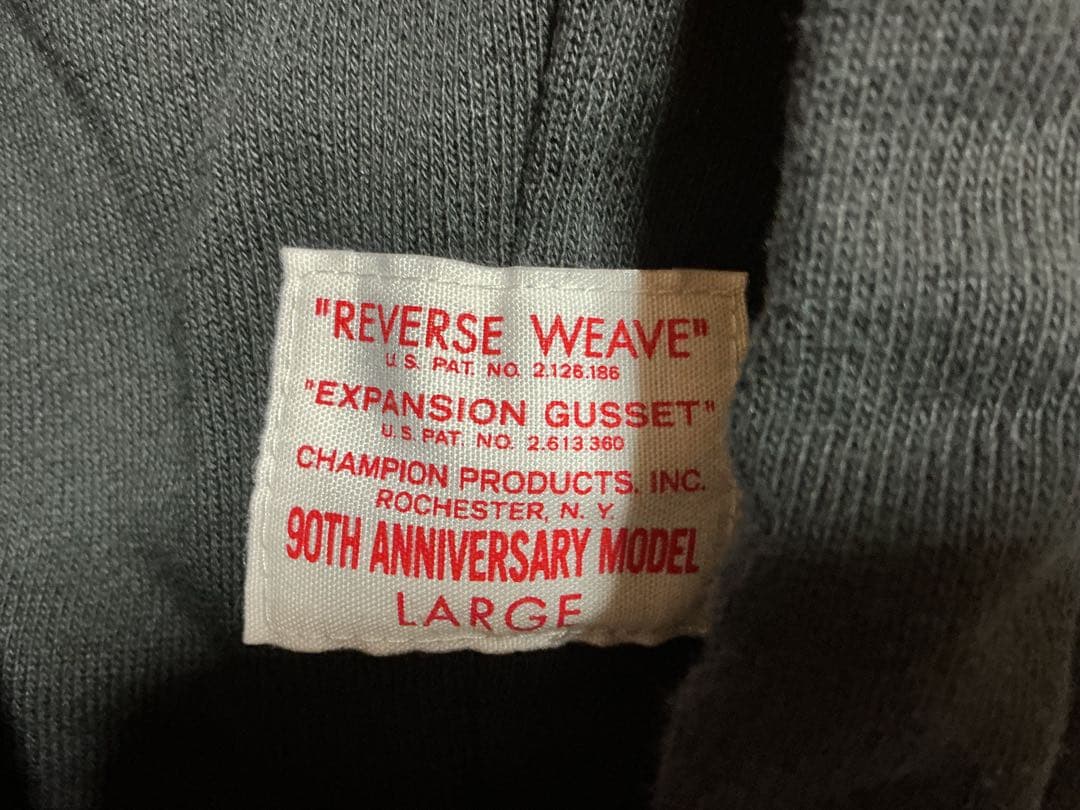 "REVERSE WEAVE"
U.S. PAT. NO. 2.126.186
"EXPANSION GUSSET"
U.S. PAT. NO. 2.613 360
CHAMPION PRODUCTS. INC.
ROCHESTER, N. Y.
90TH ANNIVERSARY MODEL
LARGE